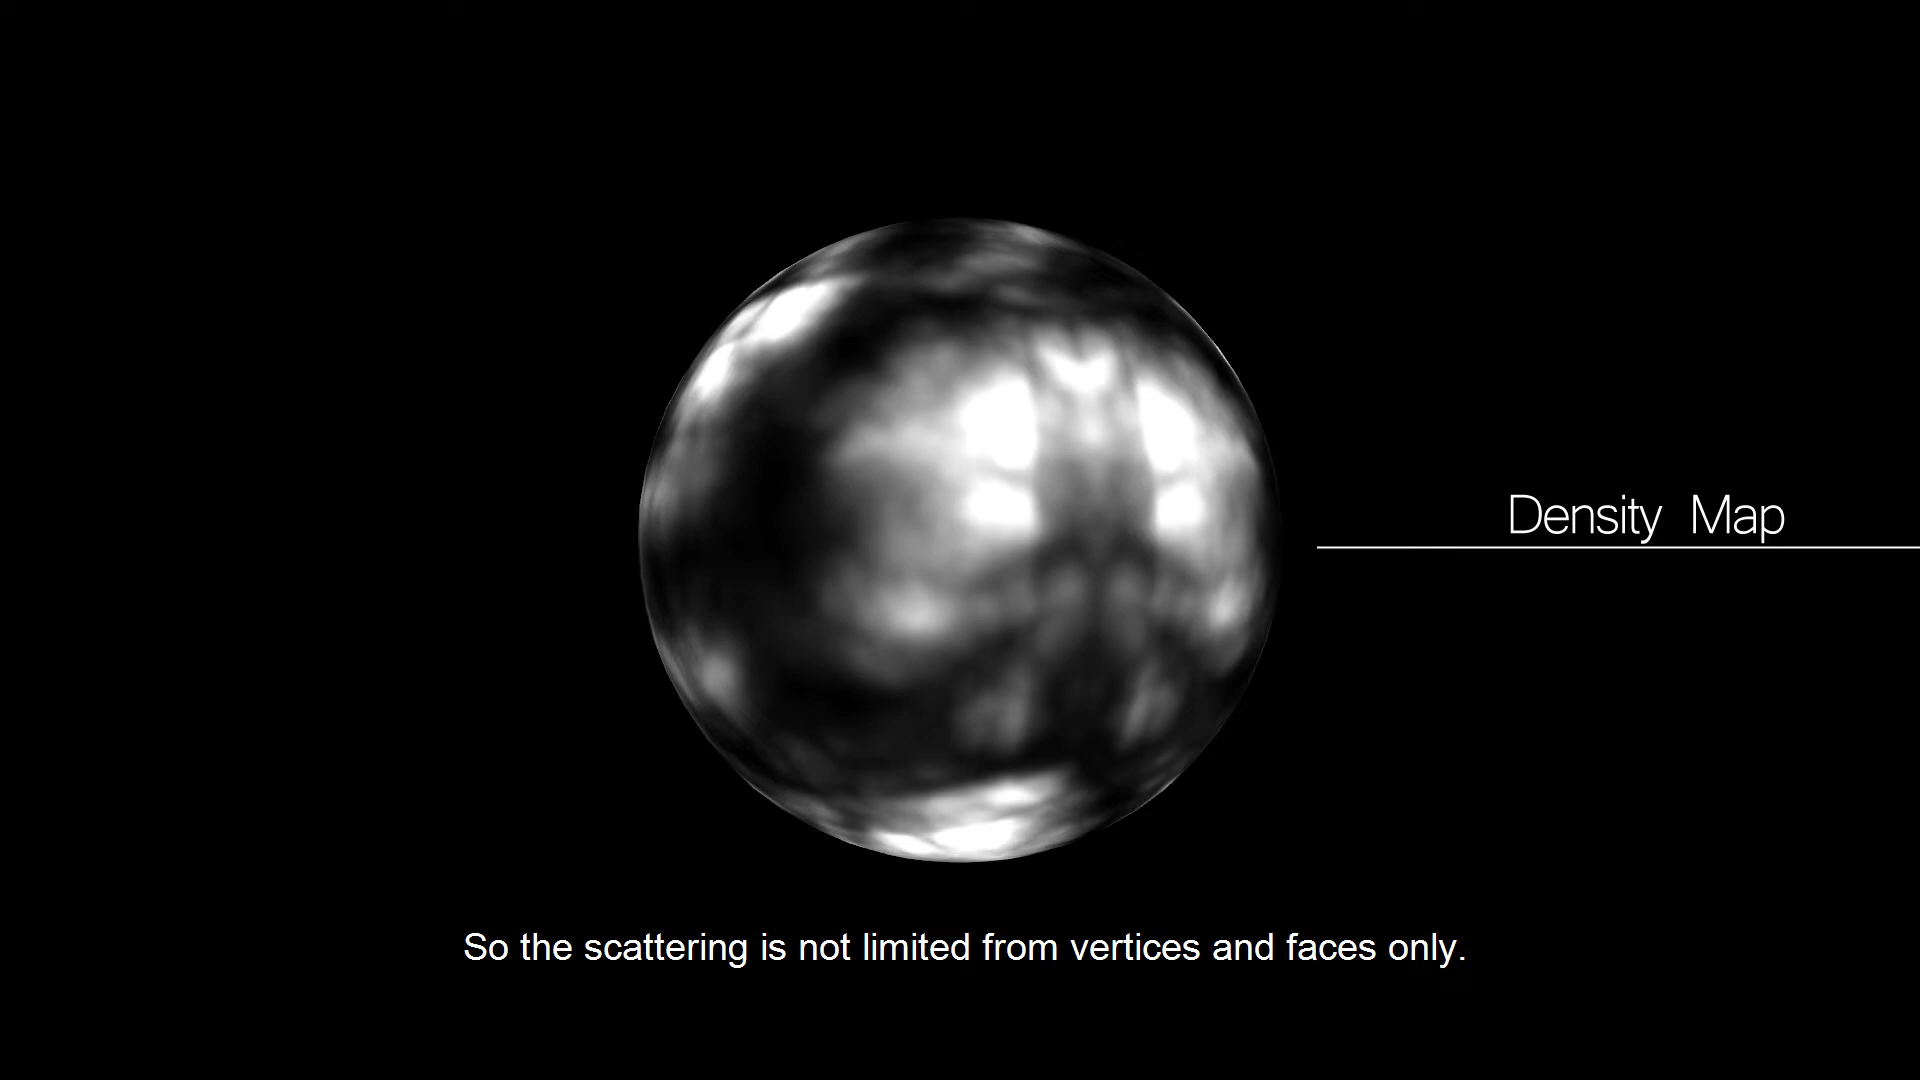 Density Map
So the scattering is not limited from vertices and faces only.